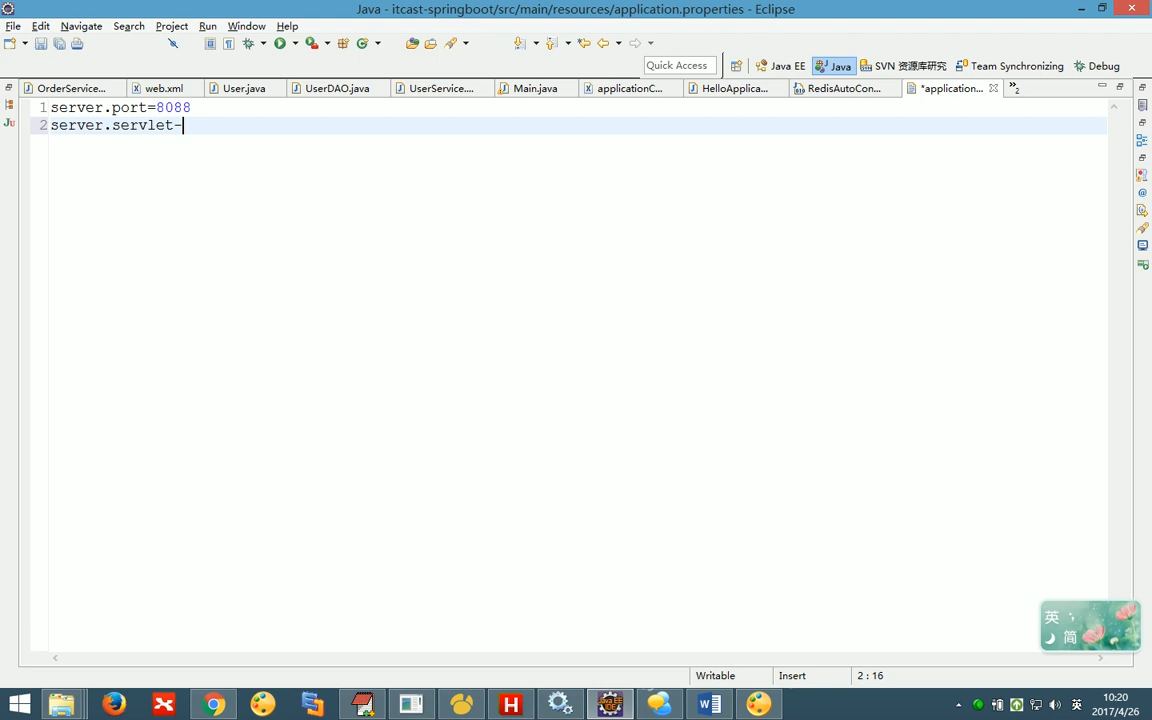 Java - itcast-springboot/src/main/resources/application.properties - Eclipse
File Edit Navigate Search Project Run Window Help
Quick Access Java EE Java SVN 资源库研究 Team Synchronizing Debug
OrderService... web.xml User.java UserDAO.java UserService.... Main.java applicationC... HelloApplica... RedisAutoCon... *application... »2
1 server.port=8088
2 server.servlet-
英
简
Writable Insert 2 : 16
英 10:20
2017/4/26